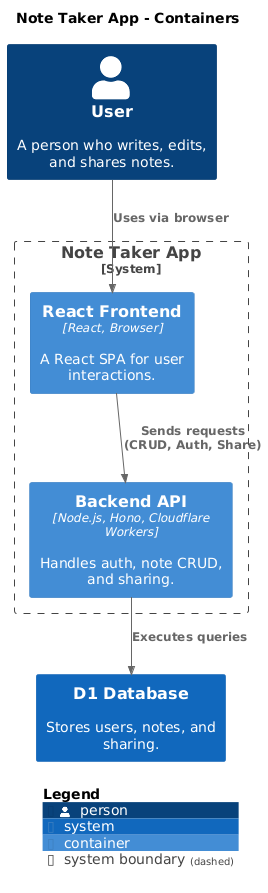 Note Taker App - Containers
User
A person who writes, edits,
and shares notes.
Uses via browser
Note Taker App
[System]
React Frontend
[React, Browser]
A React SPA for user
interactions.
Sends requests
(CRUD, Auth, Share)
Backend API
[Node.js, Hono, Cloudflare
Workers]
Handles auth, note CRUD,
and sharing.
Executes queries
D1 Database
Stores users, notes, and
sharing.
Legend
person
system
container
system boundary (dashed)